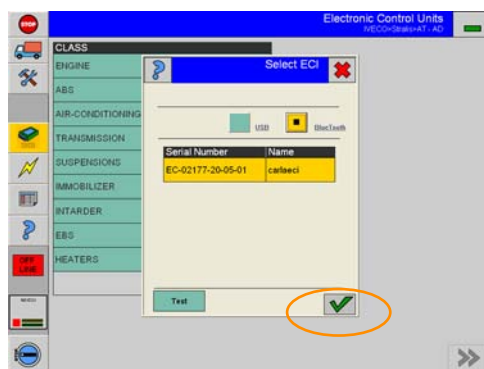 STOP
Electronic Control Units
IVECO>Stralis>AT - AD
CLASS
ENGINE
ABS
AIR-CONDITIONING
TRANSMISSION
SUSPENSIONS
IMMOBILIZER
INTARDER
EBS
HEATERS
OFF
LINE
Select ECI
USB
BlueTooth
Serial Number Name
EC-02177-20-05-01 carlaeci
Test